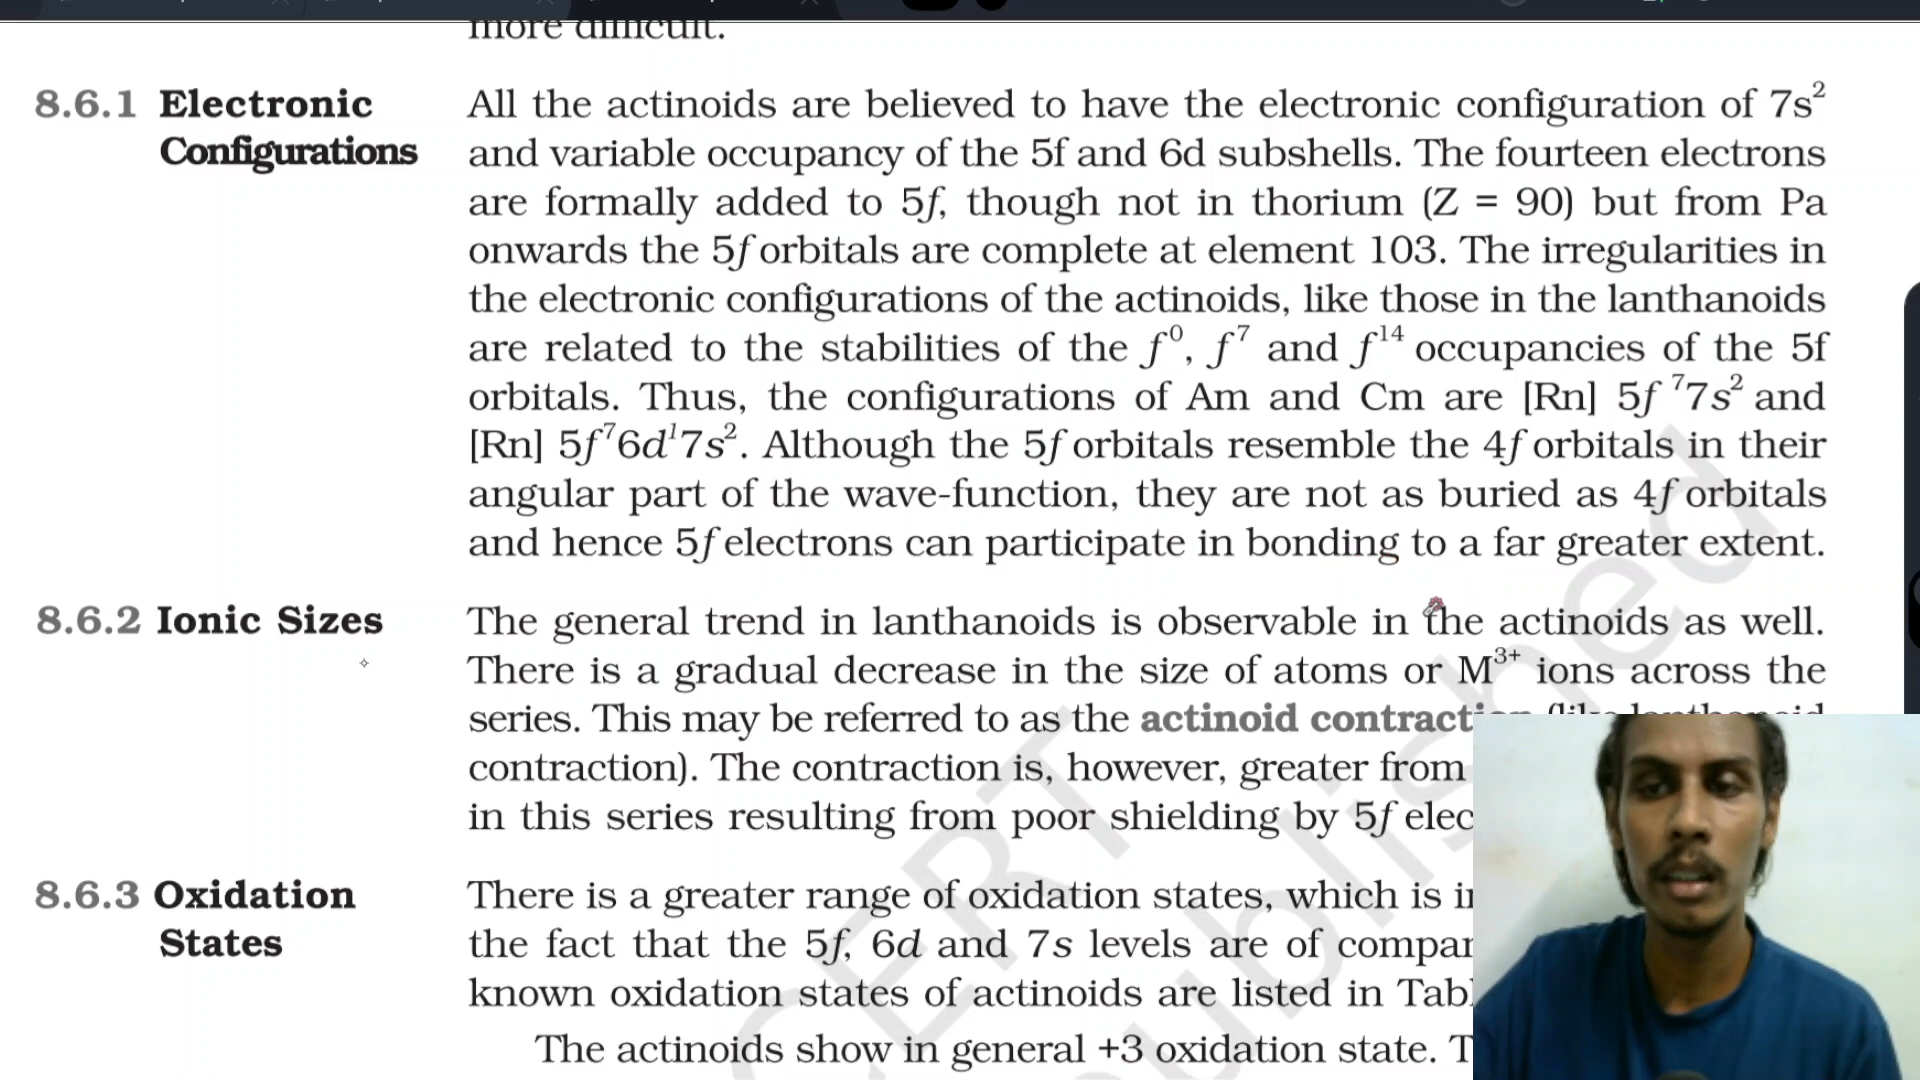 more difficult.
8.6.1 Electronic
Configurations
All the actinoids are believed to have the electronic configuration of 7s²
and variable occupancy of the 5f and 6d subshells. The fourteen electrons
are formally added to 5f, though not in thorium (Z = 90) but from Pa
onwards the 5f orbitals are complete at element 103. The irregularities in
the electronic configurations of the actinoids, like those in the lanthanoids
are related to the stabilities of the f⁰, f⁷ and f¹⁴ occupancies of the 5f
orbitals. Thus, the configurations of Am and Cm are [Rn] 5f ⁷7s² and
[Rn] 5f⁷6d¹7s². Although the 5f orbitals resemble the 4f orbitals in their
angular part of the wave-function, they are not as buried as 4f orbitals
and hence 5f electrons can participate in bonding to a far greater extent.
8.6.2 Ionic Sizes
The general trend in lanthanoids is observable in the actinoids as well.
There is a gradual decrease in the size of atoms or M³⁺ ions across the
series. This may be referred to as the actinoid
contraction). The contraction is, however, greater from
in this series resulting from poor shielding by 5f
8.6.3 Oxidation
States
There is a greater range of oxidation states, which is
the fact that the 5f, 6d and 7s levels are of
known oxidation states of actinoids are listed in
The actinoids show in general +3 oxidation state.